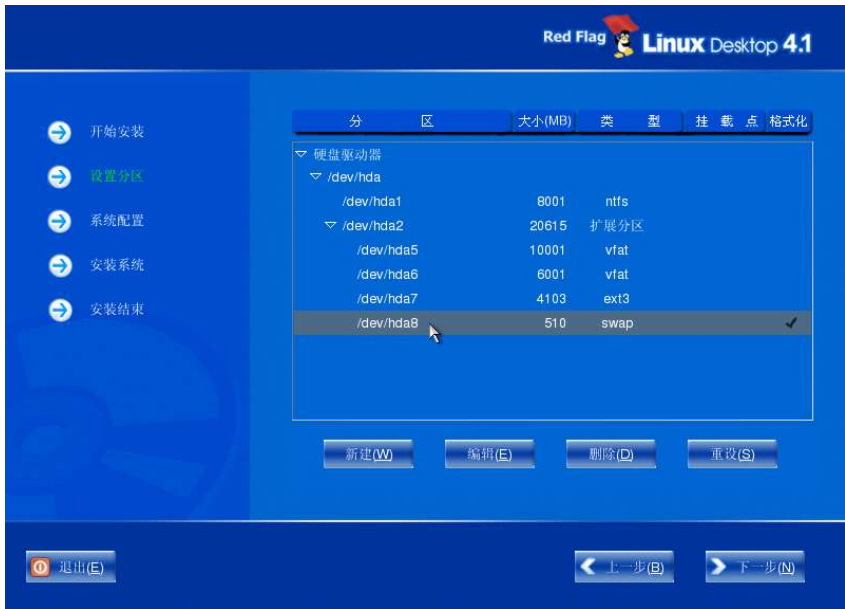 Red Flag Linux Desktop 4.1
开始安装
设置分区
系统配置
安装系统
安装结束
分 区 大小(MB) 类 型 挂 载 点 格式化
硬盘驱动器
/dev/hda
/dev/hda1 8001 ntfs
/dev/hda2 20615 扩展分区
/dev/hda5 10001 vfat
/dev/hda6 6001 vfat
/dev/hda7 4103 ext3
/dev/hda8 510 swap
新建(W) 编辑(E) 删除(D) 重设(S)
退出(E) 上一步(B) 下一步(N)